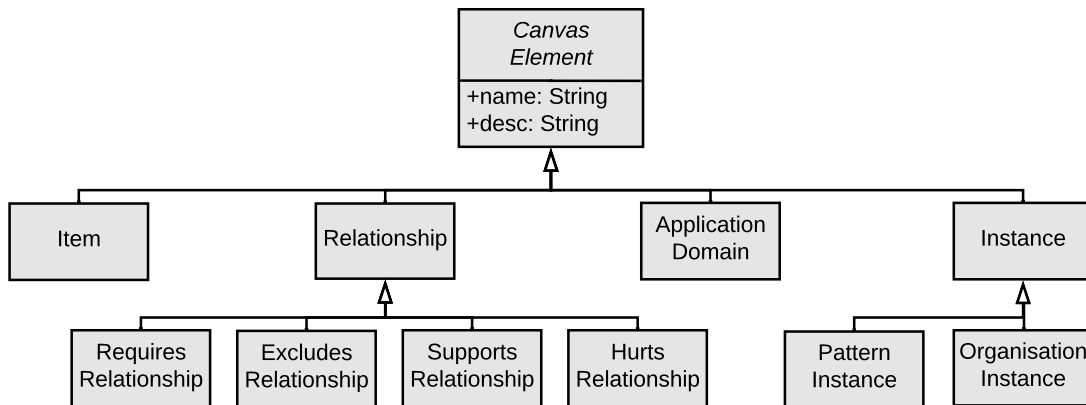 Canvas
Element
+name: String
+desc: String
Item
Relationship
Application
Domain
Instance
Requires
Relationship
Excludes
Relationship
Supports
Relationship
Hurts
Relationship
Pattern
Instance
Organisation
Instance